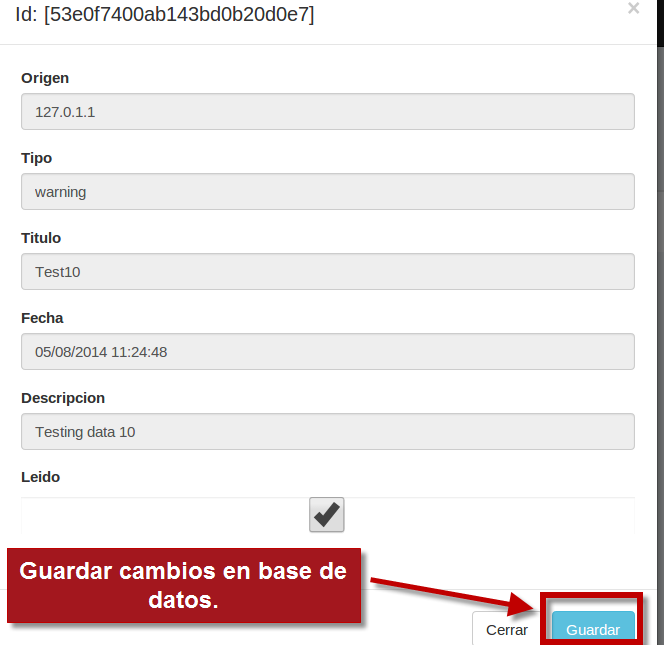 Id: [53e0f7400ab143bd0b20d0e7]
×
Origen
127.0.1.1
Tipo
warning
Titulo
Test10
Fecha
05/08/2014 11:24:48
Descripcion
Testing data 10
Leido
Guardar cambios en base de
datos.
Cerrar
Guardar